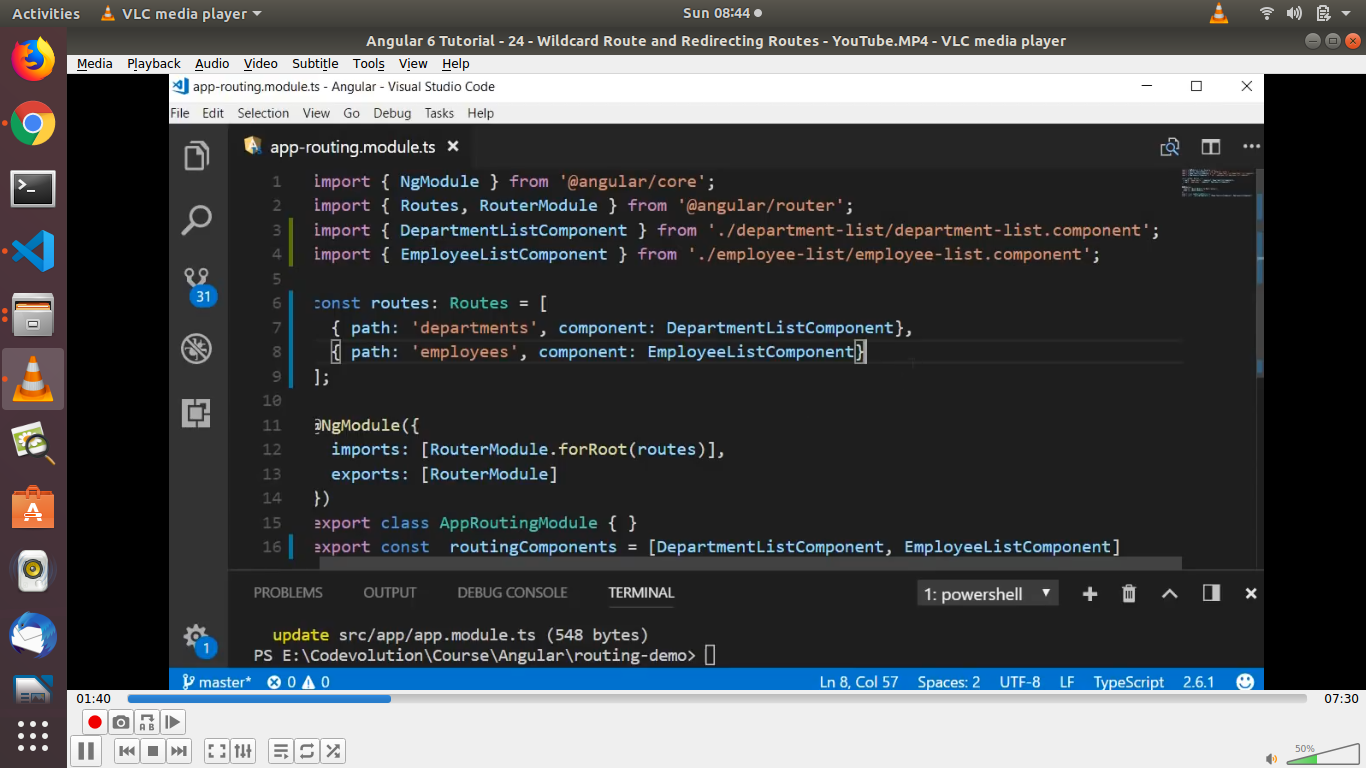 Activities VLC media player Sun 08:44
Angular 6 Tutorial - 24 - Wildcard Route and Redirecting Routes - YouTube.MP4 - VLC media player
Media Playback Audio Video Subtitle Tools View Help
app-routing.module.ts - Angular - Visual Studio Code
File Edit Selection View Go Debug Tasks Help
app-routing.module.ts
1 import { NgModule } from '@angular/core';
2 import { Routes, RouterModule } from '@angular/router';
3 import { DepartmentListComponent } from './department-list/department-list.component';
4 import { EmployeeListComponent } from './employee-list/employee-list.component';
5
6 const routes: Routes = [
7 { path: 'departments', component: DepartmentListComponent},
8 { path: 'employees', component: EmployeeListComponent}
9 ];
10
11 @NgModule({
12 imports: [RouterModule.forRoot(routes)],
13 exports: [RouterModule]
14 })
15 export class AppRoutingModule { }
16 export const routingComponents = [DepartmentListComponent, EmployeeListComponent]
31
PROBLEMS OUTPUT DEBUG CONSOLE TERMINAL 1: powershell
update src/app/app.module.ts (548 bytes)
PS E:\Codevolution\Course\Angular\routing-demo>
1
master* 0 0 Ln 8, Col 57 Spaces: 2 UTF-8 LF TypeScript 2.6.1
01:40 07:30
A B
50%